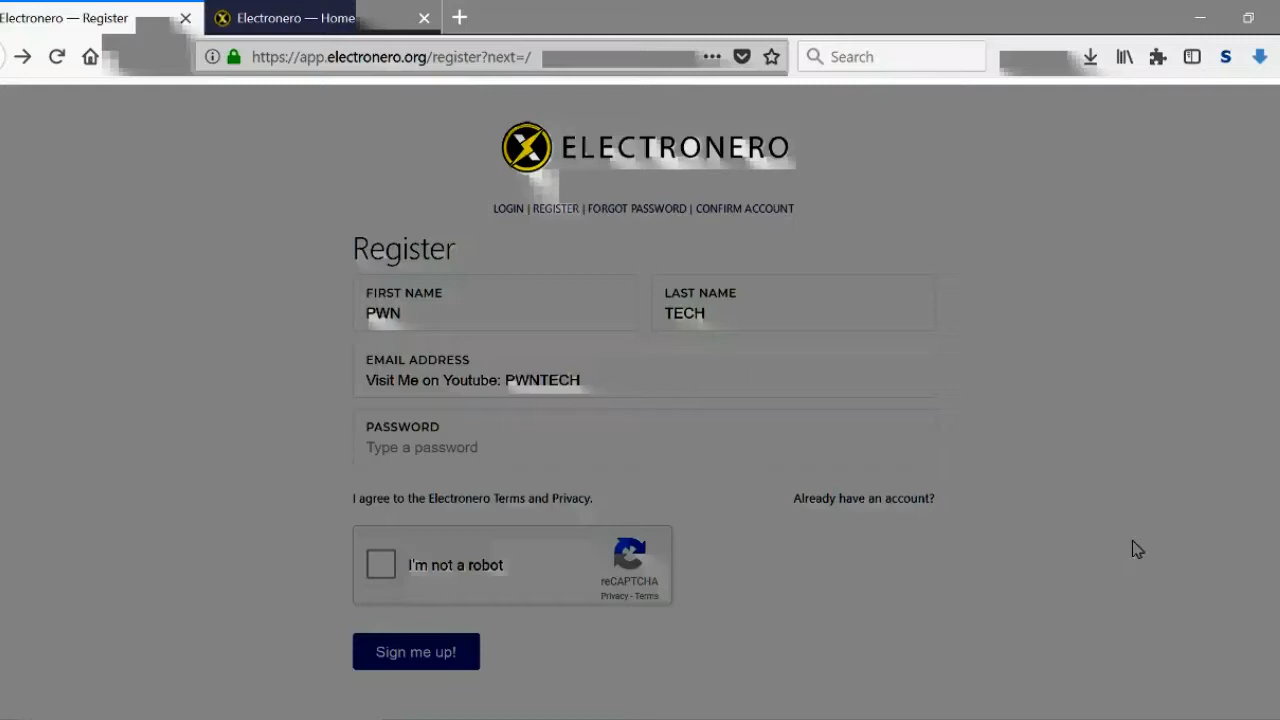 Electronero — Register
Electronero — Home
https://app.electronero.org/register?next=/
Search
S
ELECTRONERO
LOGIN | REGISTER | FORGOT PASSWORD | CONFIRM ACCOUNT
Register
FIRST NAME
PWN
LAST NAME
TECH
EMAIL ADDRESS
Visit Me on Youtube: PWNTECH
PASSWORD
Type a password
I agree to the Electronero Terms and Privacy.
Already have an account?
I'm not a robot
reCAPTCHA
Privacy - Terms
Sign me up!